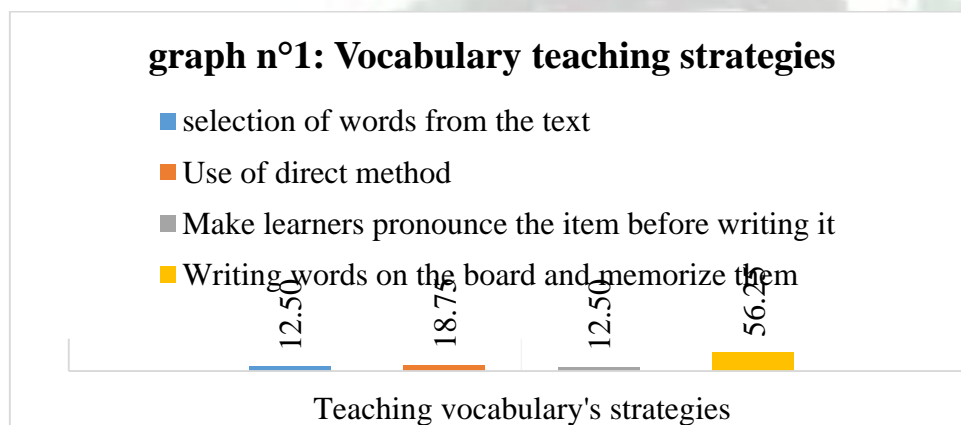 graph n°1: Vocabulary teaching strategies
selection of words from the text
Use of direct method
Make learners pronounce the item before writing it
Writing words on the board and memorize them
12.50
18.75
12.50
56.25
Teaching vocabulary's strategies